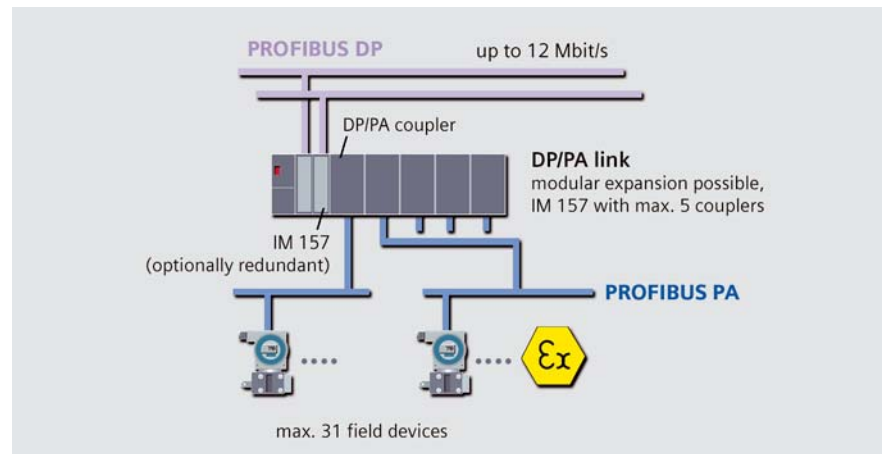 PROFIBUS DP
up to 12 Mbit/s
DP/PA coupler
DP/PA link
modular expansion possible,
IM 157 with max. 5 couplers
IM 157
(optionally redundant)
PROFIBUS PA
εx
max. 31 field devices